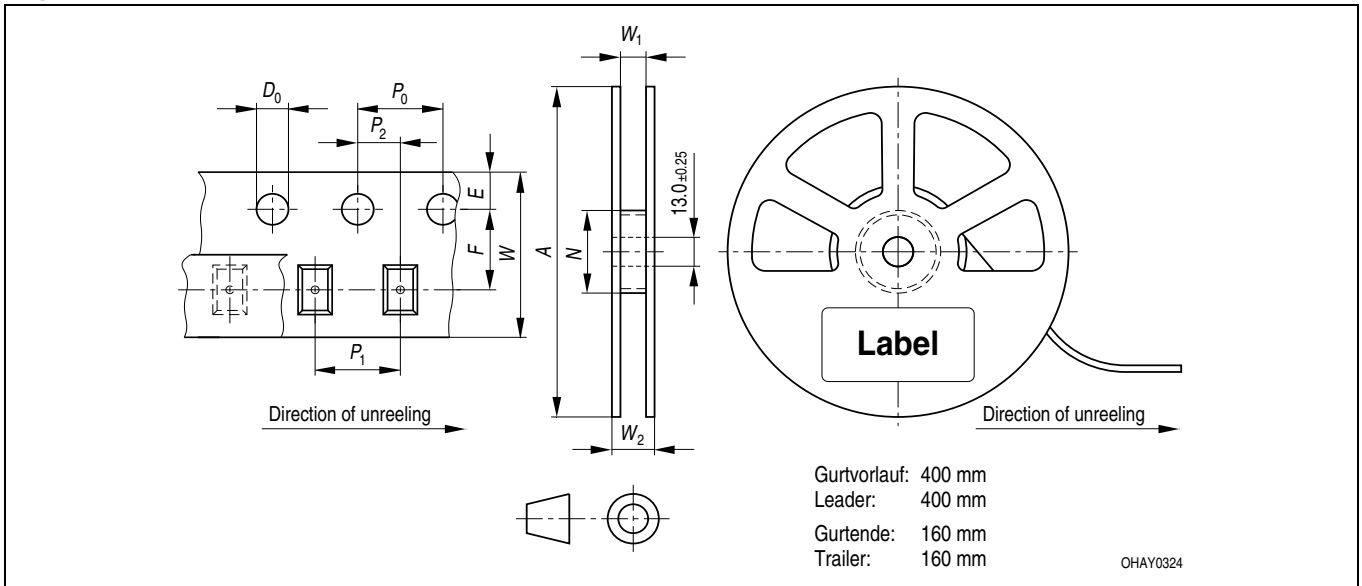 W1
D0
P0
P2
E
F
W
A
N
13.0 ±0.25
P1
W2
Label
Direction of unreeling
Direction of unreeling
Gurtvorlauf: 400 mm
Leader: 400 mm
Gurtende: 160 mm
Trailer: 160 mm
OHAY0324